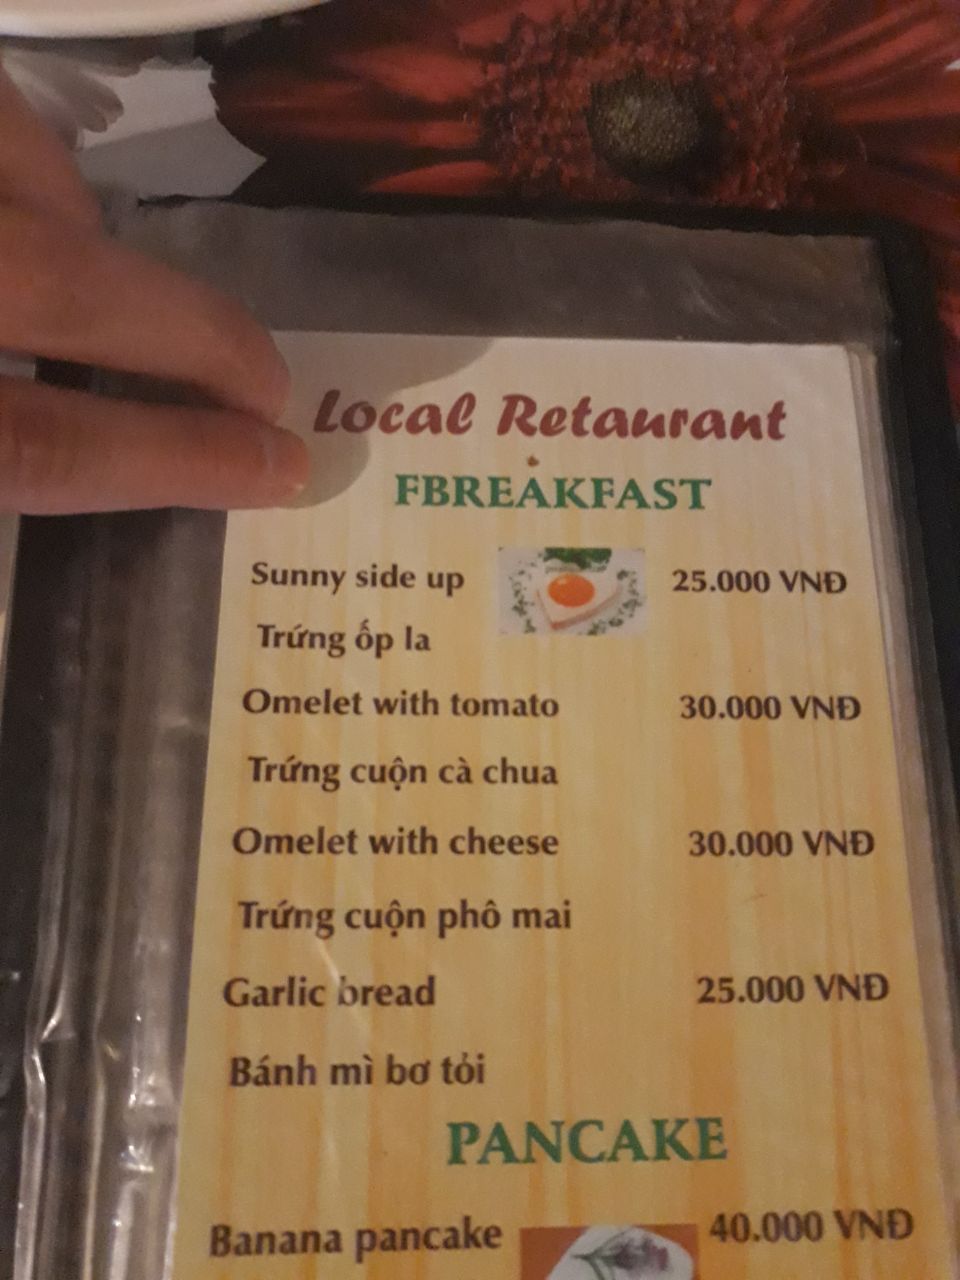 Local Retaurant
FBREAKFAST
Sunny side up 25.000 VNĐ
Trứng ốp la
Omelet with tomato 30.000 VNĐ
Trứng cuộn cà chua
Omelet with cheese 30.000 VNĐ
Trứng cuộn phô mai
Garlic bread 25.000 VNĐ
Bánh mì bơ tỏi
PANCAKE
Banana pancake 40.000 VNĐ